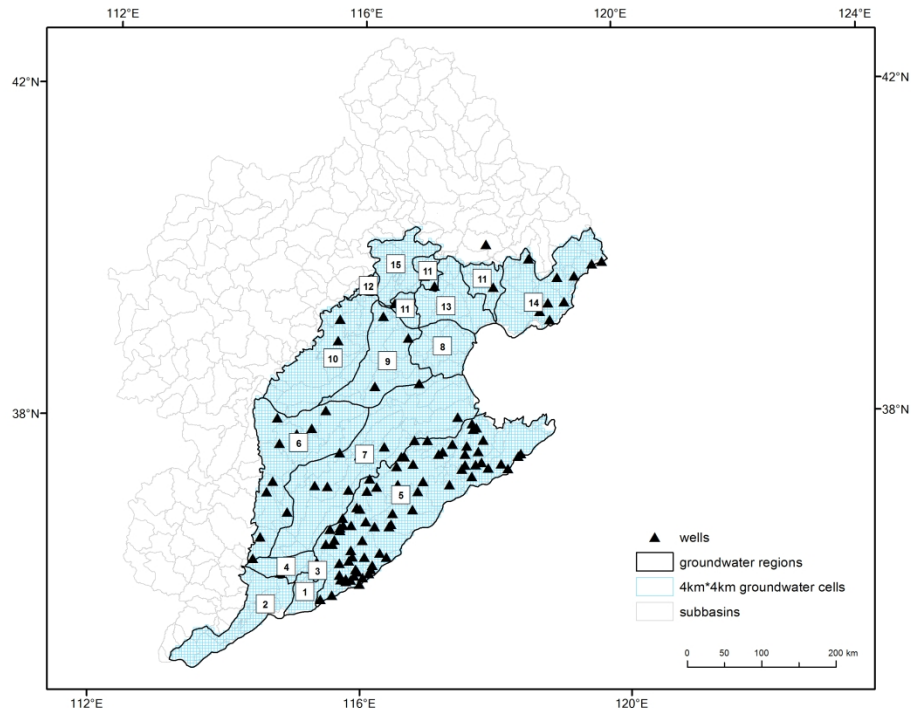 112°E 116°E 120°E 124°E
42°N 42°N
15
11
11
12
14
11
13
8
9
10
38°N 38°N
6
7
5
wells
4
3
groundwater regions
4km*4km groundwater cells
1
2
subbasins
0 50 100 200 km
112°E 116°E 120°E